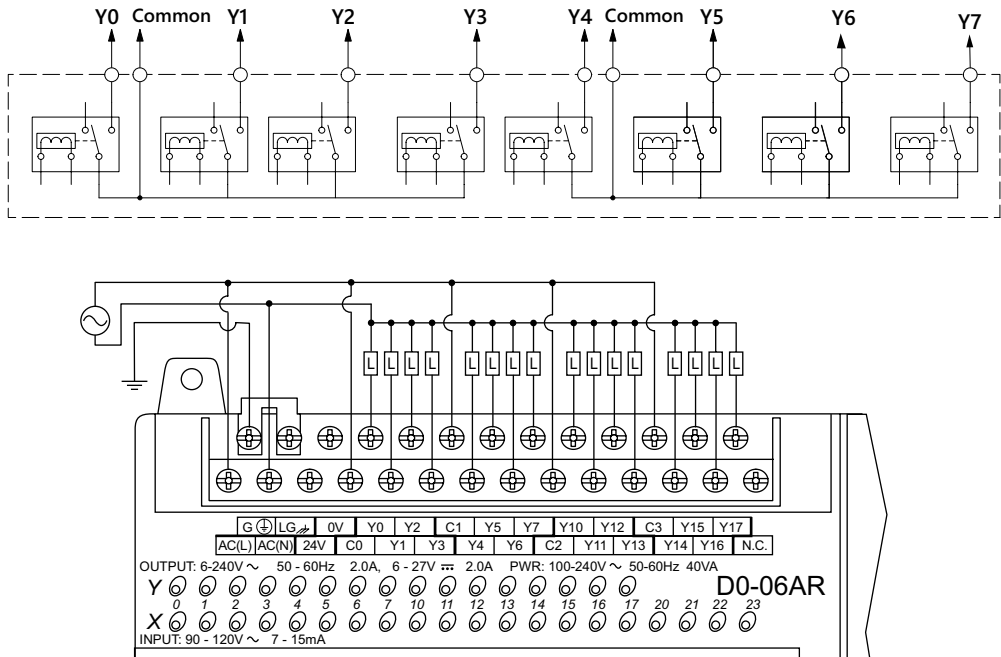 Y0 Common Y1 Y2 Y3 Y4 Common Y5 Y6 Y7
L L L L L L L L L L L L L L L L
G LG 0V Y0 Y2 C1 Y5 Y7 Y10 Y12 C3 Y15 Y17
AC(L) AC(N) 24V C0 Y1 Y3 Y4 Y6 C2 Y11 Y13 Y14 Y16 N.C.
OUTPUT: 6-240V ∼ 50 - 60Hz 2.0A, 6 - 27V ⎓ 2.0A PWR: 100-240V ∼ 50-60Hz 40VA
Y D0-06AR
0 1 2 3 4 5 6 7 10 11 12 13 14 15 16 17 20 21 22 23
X
INPUT: 90 - 120V ∼ 7 - 15mA